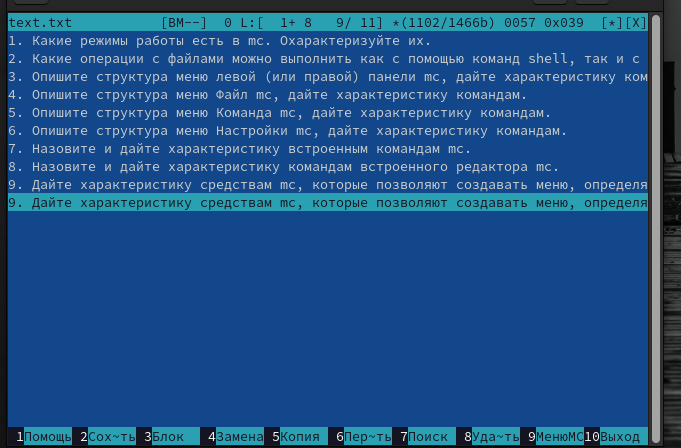 text.txt [BM--] 0 L:[ 1+ 8 9/ 11] *(1102/1466b) 0057 0x039 [*][X]
1. Какие режимы работы есть в mc. Охарактеризуйте их.
2. Какие операции с файлами можно выполнить как с помощью команд shell, так и с
3. Опишите структура меню левой (или правой) панели mc, дайте характеристику ком
4. Опишите структура меню Файл mc, дайте характеристику командам.
5. Опишите структура меню Команда mc, дайте характеристику командам.
6. Опишите структура меню Настройки mc, дайте характеристику командам.
7. Назовите и дайте характеристику встроенным командам mc.
8. Назовите и дайте характеристику командам встроенного редактора mc.
9. Дайте характеристику средствам mc, которые позволяют создавать меню, определя
9. Дайте характеристику средствам mc, которые позволяют создавать меню, определя
1Помощь 2Сох~ть 3Блок 4Замена 5Копия 6Пер~ть 7Поиск 8Уда~ть 9МенюMC 10Выход